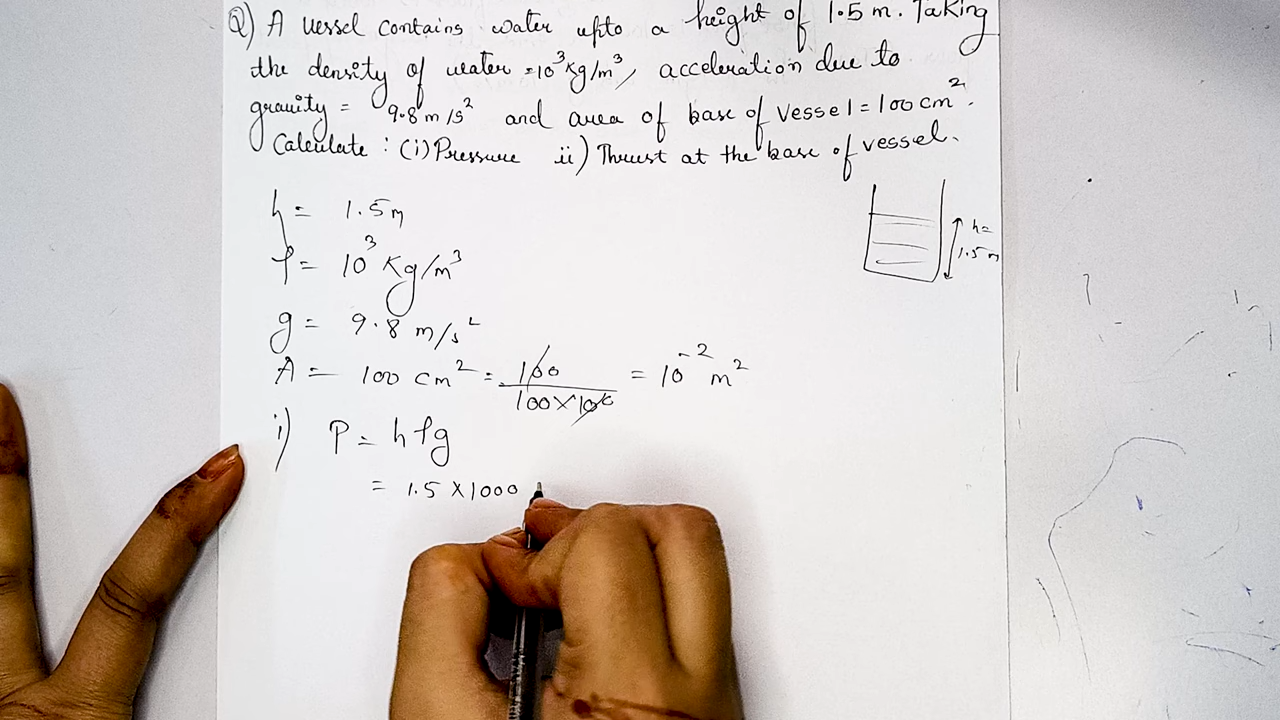 Q) A vessel contains water upto a height of 1.5 m. Taking
the density of water =10³ kg/m³, acceleration due to
gravity = 9.8 m/s² and area of base of vessel = 100 cm².
Calculate : (i) Pressure ii) Thrust at the base of vessel.
h = 1.5m
h=
1.5 m
ρ = 10³ Kg/m³
g = 9.8 m/s²
A = 100 cm² = 100/100×100 = 10⁻² m²
i) P = hρg
= 1.5 × 1000